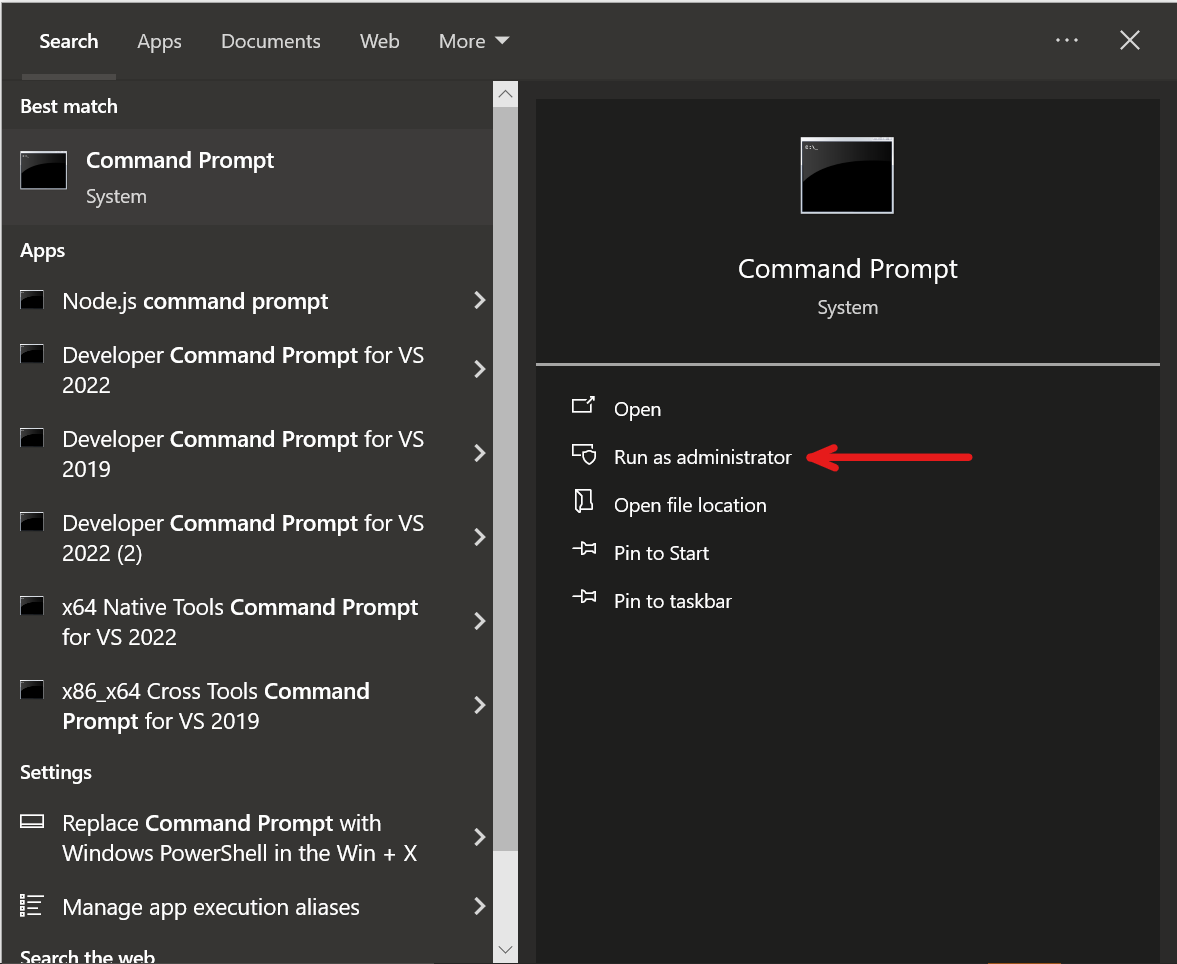 Search Apps Documents Web More
Best match
Command Prompt
System
Apps
Node.js command prompt
Developer Command Prompt for VS
2022
Developer Command Prompt for VS
2019
Developer Command Prompt for VS
2022 (2)
x64 Native Tools Command Prompt
for VS 2022
x86_x64 Cross Tools Command
Prompt for VS 2019
Settings
Replace Command Prompt with
Windows PowerShell in the Win + X
Manage app execution aliases
Search the web
Command Prompt
System
Open
Run as administrator
Open file location
Pin to Start
Pin to taskbar